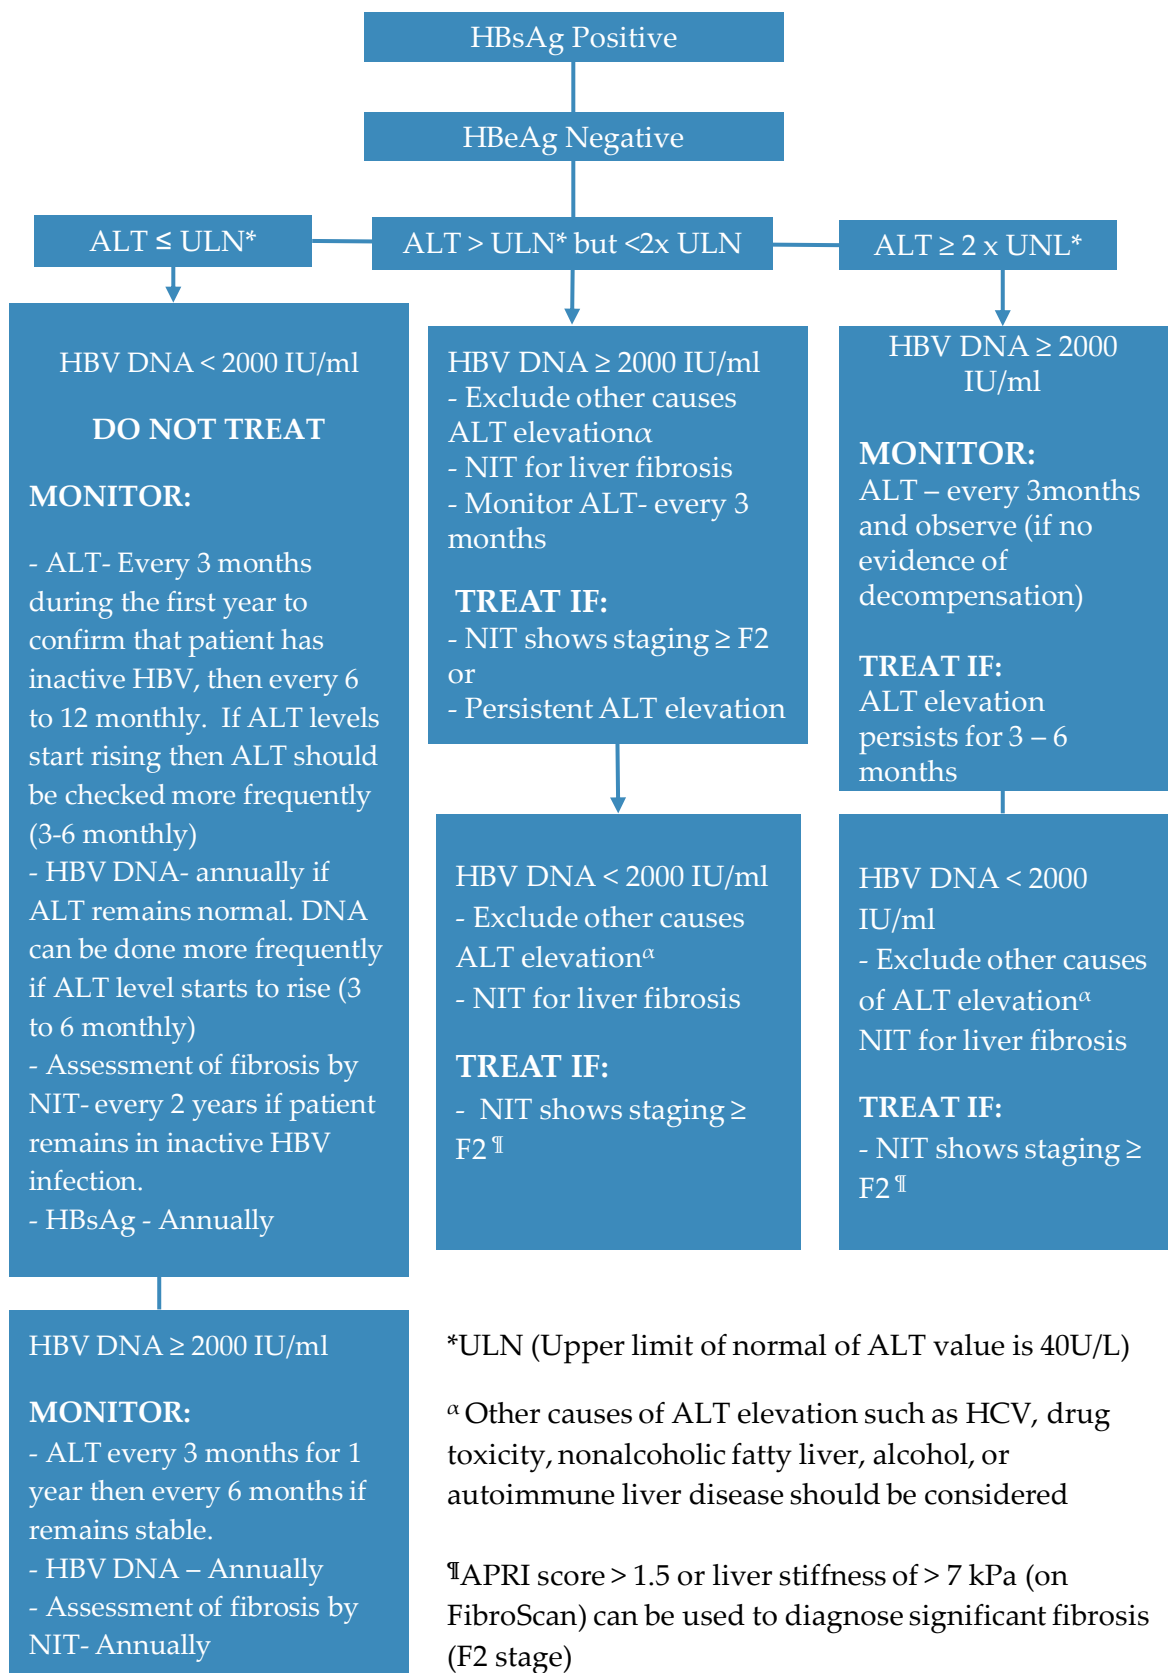 HBsAg Positive
HBeAg Negative
ALT ≤ ULN*
ALT > ULN* but <2x ULN
ALT ≥ 2 x UNL*
HBV DNA < 2000 IU/ml
DO NOT TREAT
MONITOR:
- ALT- Every 3 months
during the first year to
confirm that patient has
inactive HBV, then every 6
to 12 monthly.  If ALT levels
start rising then ALT should
be checked more frequently
(3-6 monthly)
- HBV DNA- annually if
ALT remains normal. DNA
can be done more frequently
if ALT level starts to rise (3
to 6 monthly)
- Assessment of fibrosis by
NIT- every 2 years if patient
remains in inactive HBV
infection.
- HBsAg - Annually
HBV DNA ≥ 2000 IU/ml
MONITOR:
- ALT every 3 months for 1
year then every 6 months if
remains stable.
- HBV DNA – Annually
- Assessment of fibrosis by
NIT- Annually
HBV DNA ≥ 2000 IU/ml
- Exclude other causes
ALT elevationα
- NIT for liver fibrosis
- Monitor ALT- every 3
months
TREAT IF:
- NIT shows staging ≥ F2
or
- Persistent ALT elevation
HBV DNA < 2000 IU/ml
- Exclude other causes
ALT elevationα
- NIT for liver fibrosis
TREAT IF:
-  NIT shows staging ≥
F2 ¶
HBV DNA ≥ 2000
IU/ml
MONITOR:
ALT – every 3months
and observe (if no
evidence of
decompensation)
TREAT IF:
ALT elevation
persists for 3 – 6
months
HBV DNA < 2000
IU/ml
- Exclude other causes
of ALT elevationα
NIT for liver fibrosis
TREAT IF:
- NIT shows staging ≥
F2 ¶
*ULN (Upper limit of normal of ALT value is 40U/L)
α Other causes of ALT elevation such as HCV, drug
toxicity, nonalcoholic fatty liver, alcohol, or
autoimmune liver disease should be considered
¶APRI score > 1.5 or liver stiffness of > 7 kPa (on
FibroScan) can be used to diagnose significant fibrosis
(F2 stage)